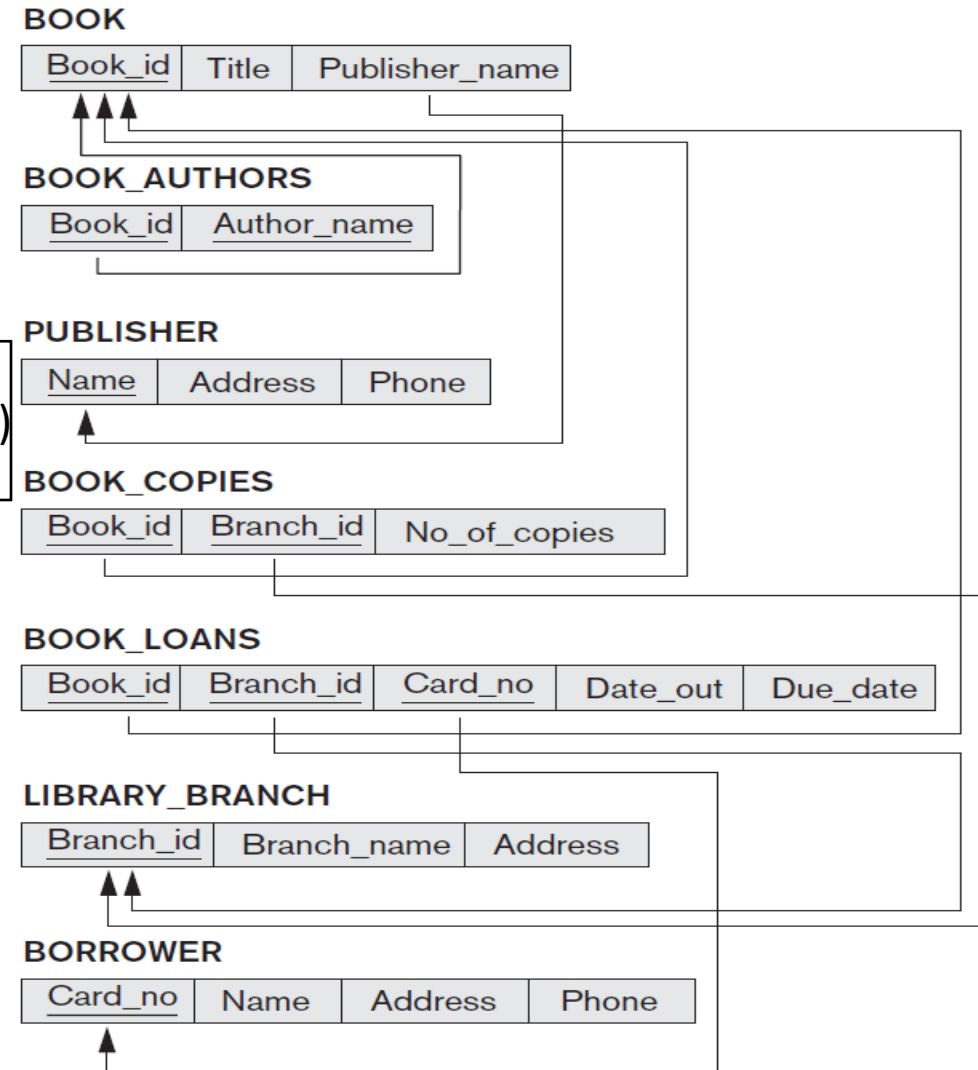 BOOK
Book_id Title Publisher_name
BOOK_AUTHORS
Book_id Author_name
PUBLISHER
Name Address Phone
)
BOOK_COPIES
Book_id Branch_id No_of_copies
BOOK_LOANS
Book_id Branch_id Card_no Date_out Due_date
LIBRARY_BRANCH
Branch_id Branch_name Address
BORROWER
Card_no Name Address Phone